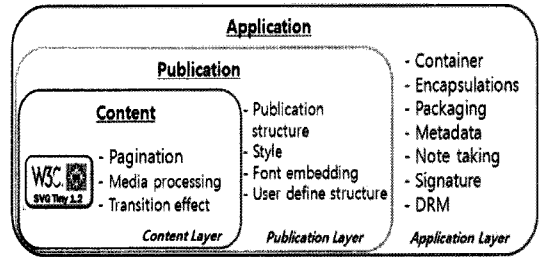 Application
Publication
Content
W3C.
SVG Tiny 1.2
- Pagination
- Media processing
- Transition effect
Content Layer
- Publication
structure
- Style
- Font embedding
- User define structure
Publication Layer
- Container
- Encapsulations
- Packaging
- Metadata
- Note taking
- Signature
- DRM
Application Layer